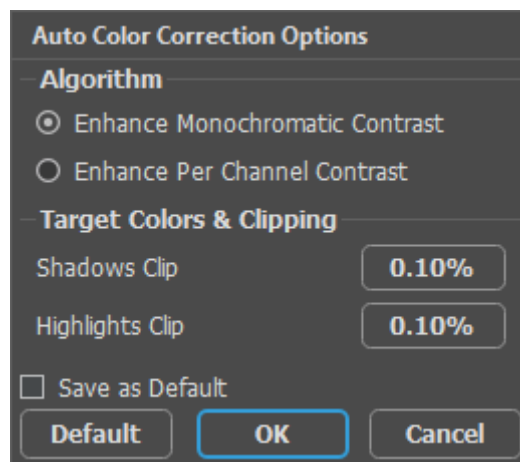 Auto Color Correction Options
Algorithm
Enhance Monochromatic Contrast
Enhance Per Channel Contrast
Target Colors & Clipping
Shadows Clip 0.10%
Highlights Clip 0.10%
Save as Default
Default OK Cancel